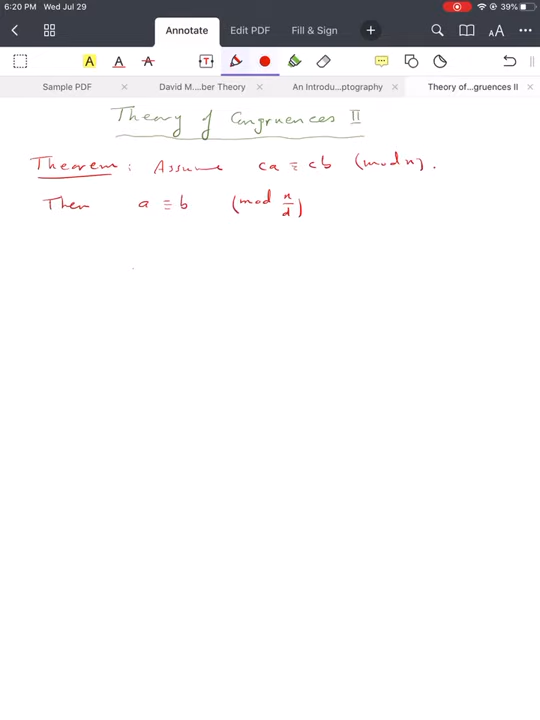 6:20 PM Wed Jul 29 39%
Annotate Edit PDF Fill & Sign
Sample PDF David M....ber Theory An Introdu...ptography Theory of...gruences II
Theory of Congruences II
Theorem: Assume ca ≡ cb (mod n).
Then a ≡ b (mod n/d)